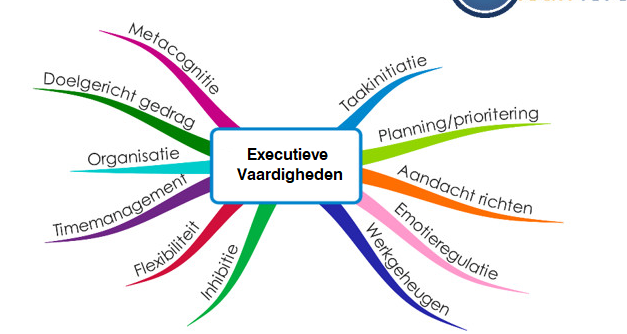 Executieve
Vaardigheden
Metacognitie
Doelgericht gedrag
Organisatie
Timemanagement
Flexibiliteit
Inhibitie
Taakinitiatie
Planning/prioritering
Aandacht richten
Emotieregulatie
Werkgeheugen